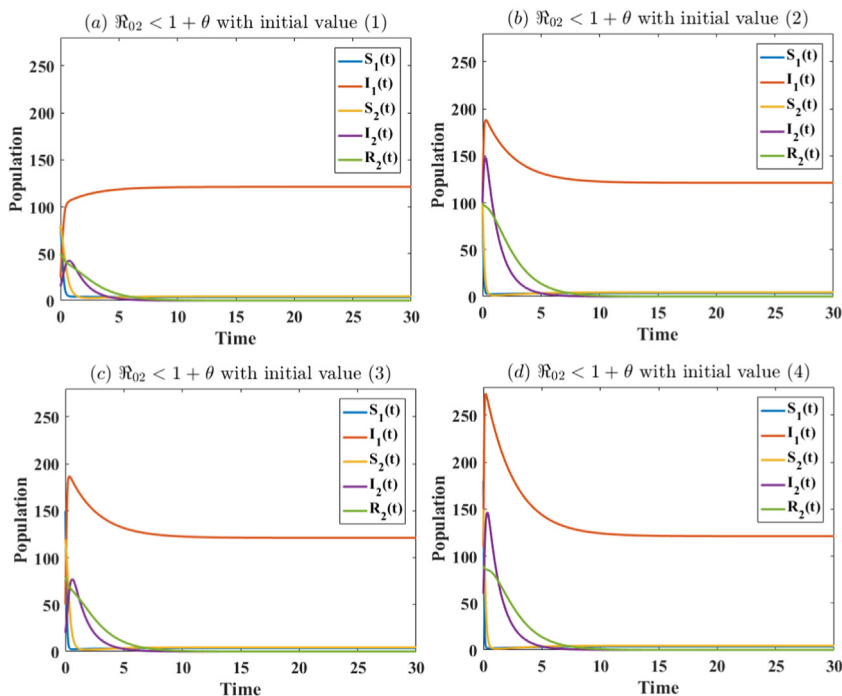 (a) ℜ02 < 1 + θ with initial value (1)
250
200
150
100
50
0
0 5 10 15 20 25 30
Population
Time
S1(t)
I1(t)
S2(t)
I2(t)
R2(t)
(b) ℜ02 < 1 + θ with initial value (2)
250
200
150
100
50
0
0 5 10 15 20 25 30
Population
Time
S1(t)
I1(t)
S2(t)
I2(t)
R2(t)
(c) ℜ02 < 1 + θ with initial value (3)
250
200
150
100
50
0
0 5 10 15 20 25 30
Population
Time
S1(t)
I1(t)
S2(t)
I2(t)
R2(t)
(d) ℜ02 < 1 + θ with initial value (4)
250
200
150
100
50
0
0 5 10 15 20 25 30
Population
Time
S1(t)
I1(t)
S2(t)
I2(t)
R2(t)